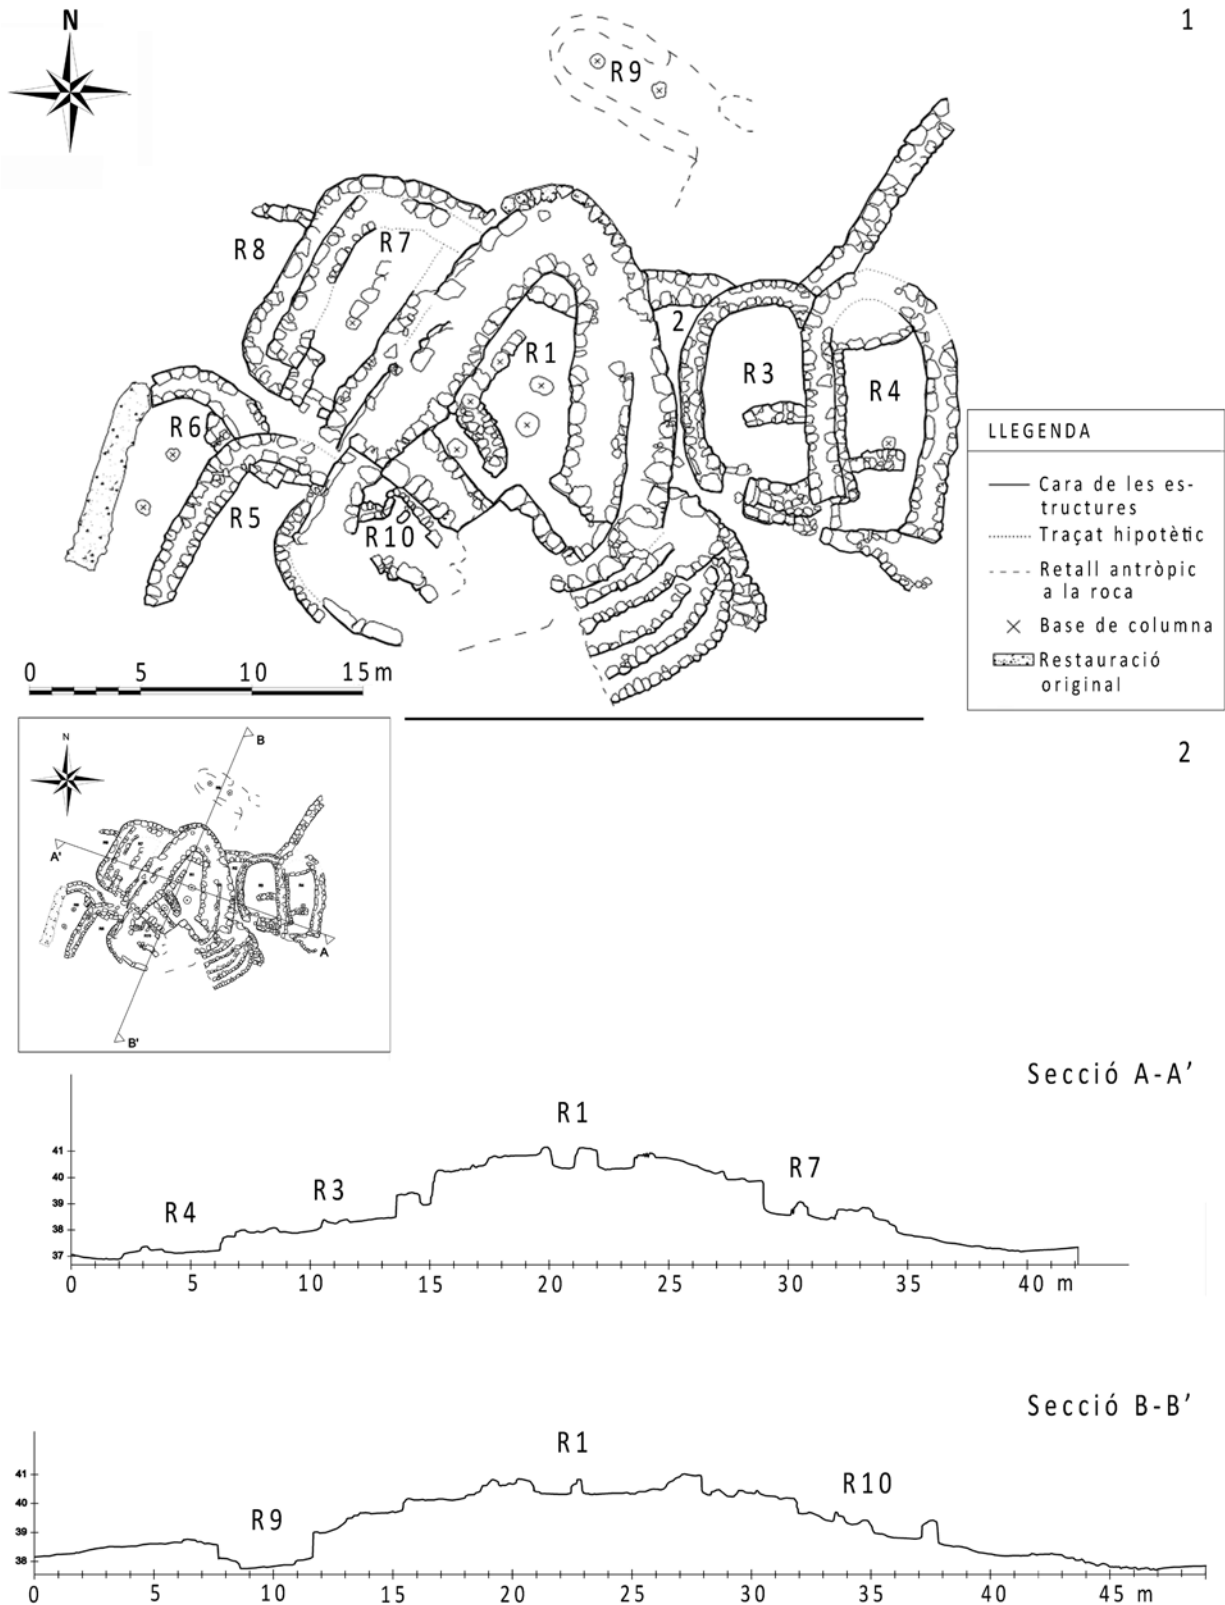 N
1
R9
R8
R7
R1
2
R3
R4
R6
R5
R10
LLEGENDA
Cara de les es-
tructures
Traçat hipotètic
Retall antròpic
a la roca
Base de columna
Restauració
original
0 5 10 15 m
2
N
B
A'
A
B'
Secció A-A’
R1
R7
R3
R4
41
40
39
38
37
0 5 10 15 20 25 30 35 40 m
Secció B-B’
R1
R10
R9
41
40
39
38
0 5 10 15 20 25 30 35 40 45 m